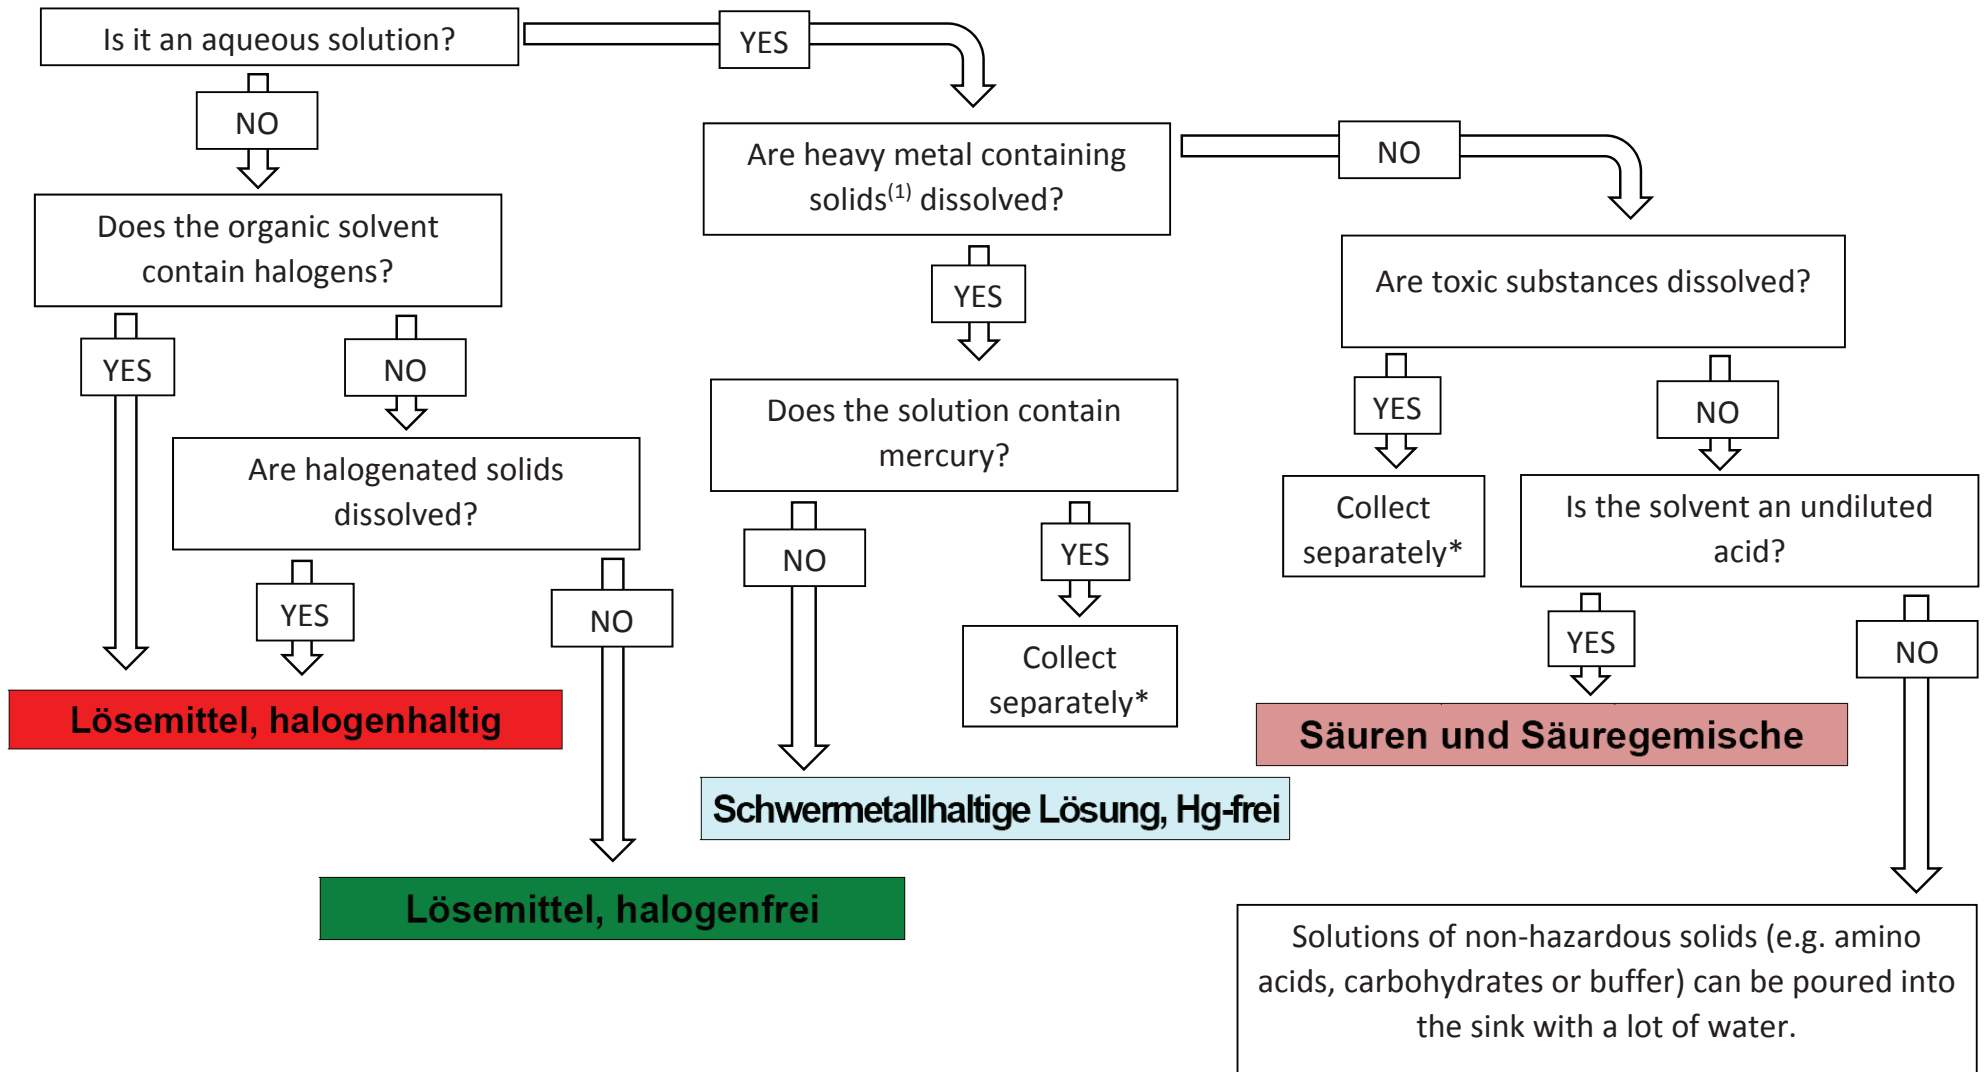 Is it an aqueous solution?
YES
NO
Are heavy metal containing
solids(1) dissolved?
NO
Does the organic solvent
contain halogens?
YES
Are toxic substances dissolved?
YES
NO
YES
NO
Does the solution contain
mercury?
Are halogenated solids
dissolved?
Collect
separately*
Is the solvent an undiluted
acid?
NO
YES
YES
NO
YES
NO
Collect
separately*
Lösemittel, halogenhaltig
Säuren und Säuregemische
Schwermetallhaltige Lösung, Hg-frei
Lösemittel, halogenfrei
Solutions of non-hazardous solids (e.g. amino
acids, carbohydrates or buffer) can be poured into
the sink with a lot of water.